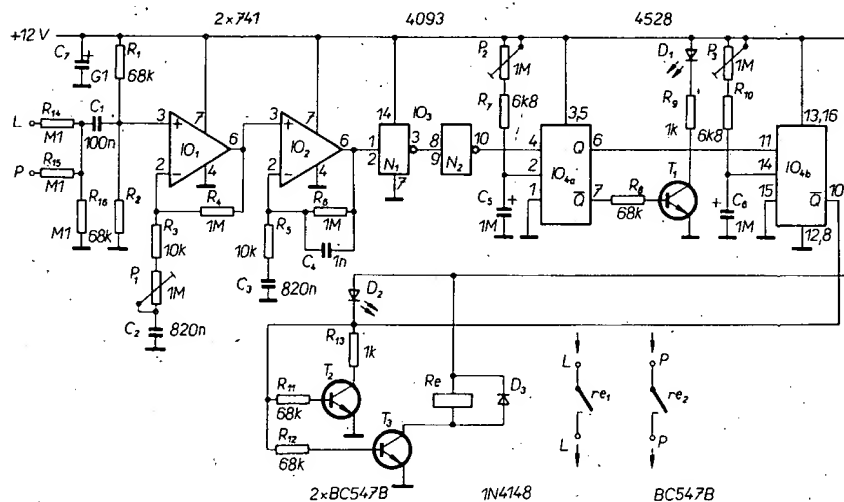 2×741 4093 4528
+12 V
C7 + G1 R1 68k P2 1M D1 P3 1M
R7 6k8 R9 1k R10 6k8
14 IO3 3,5 13,16
L R14 M1 C1 100n 3 + 7 IO1 6 4 2 -
3 + 7 IO2 6 4 2 -
1 2 N1 3 7 8 9 N2 10
4 2 1 IO4a Q 6 Q 7 R8 68k T1
11 14 15 IO4b Q 10 12,8
P R15 M1
R16 M1 68k R2
R3 10k R4 1M R5 10k R6 1M C4 1n
C5 + 1M C6 + 1M
P1 1M
C3 820n
C2 820n
D2
R13 1k
T2 R11 68k
R12 68k T3
Re D3
L re1 L
P re2 P
2×BC547B 1N4148 BC547B